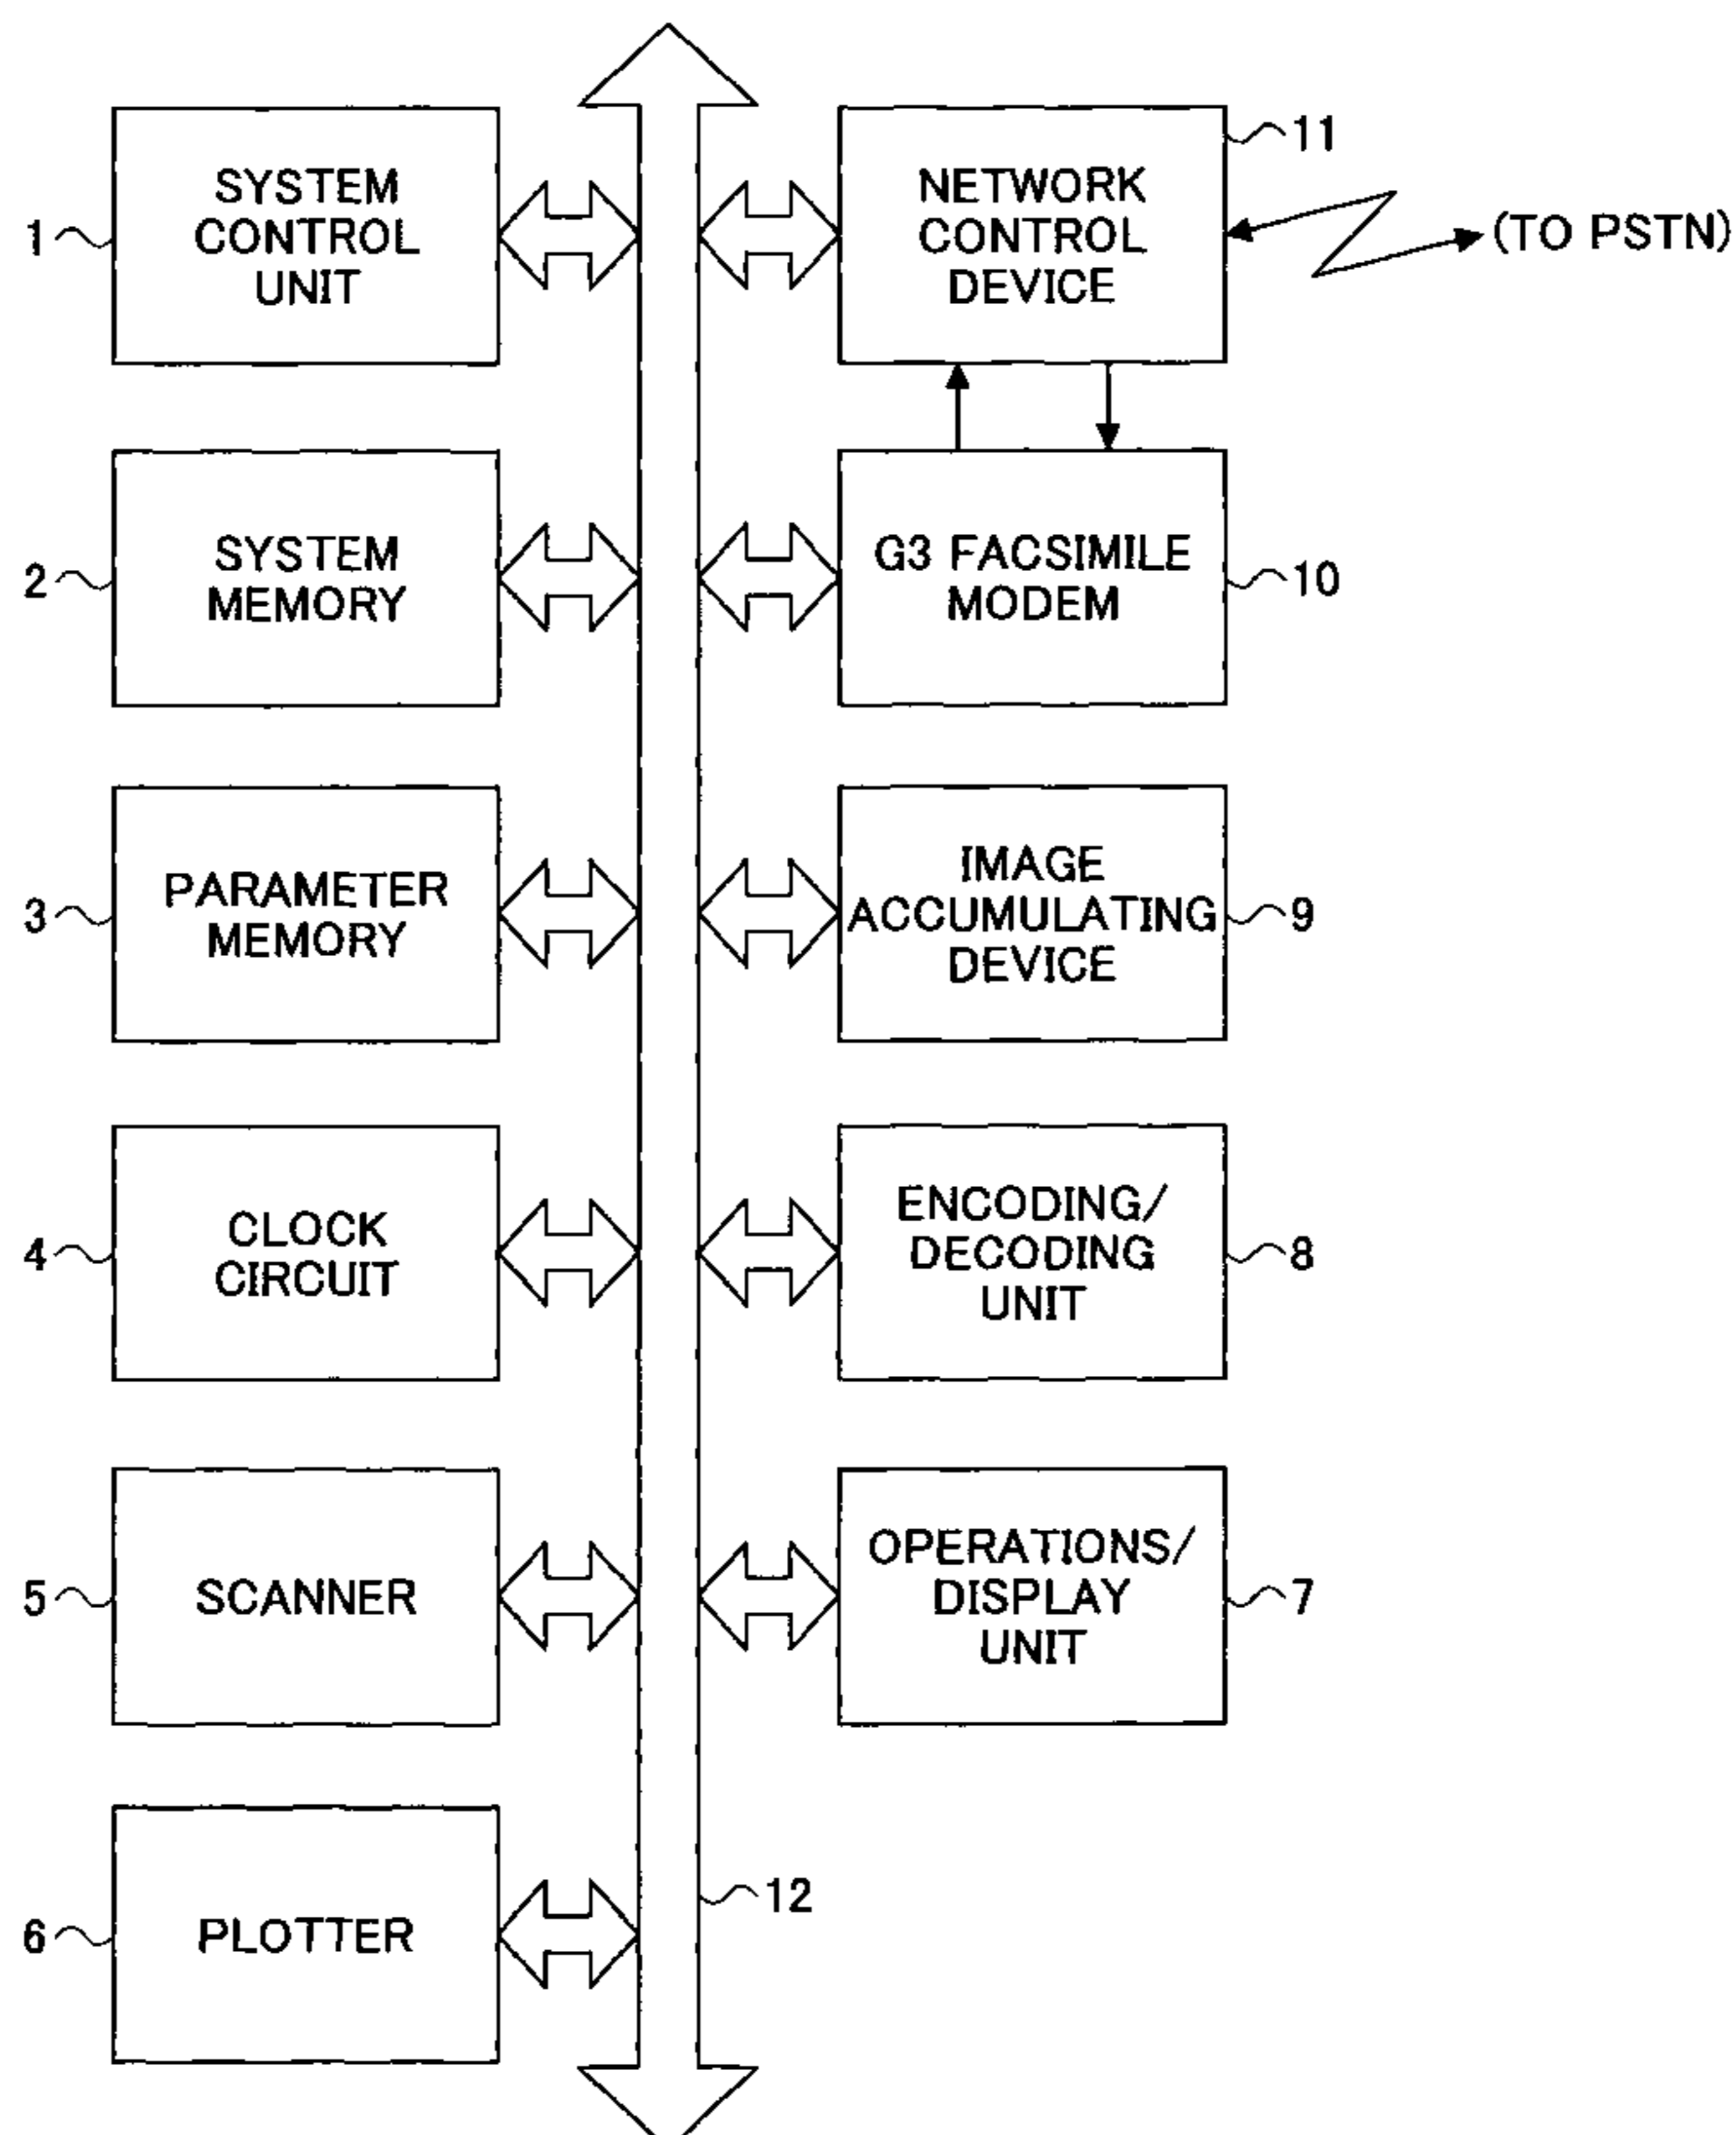 SYSTEM
CONTROL
UNIT
1
SYSTEM
MEMORY
2
PARAMETER
MEMORY
3
CLOCK
CIRCUIT
4
SCANNER
5
PLOTTER
6
NETWORK
CONTROL
DEVICE
11
(TO PSTN)
G3 FACSIMILE
MODEM
10
IMAGE
ACCUMULATING
DEVICE
9
ENCODING/
DECODING
UNIT
8
OPERATIONS/
DISPLAY
UNIT
7
12